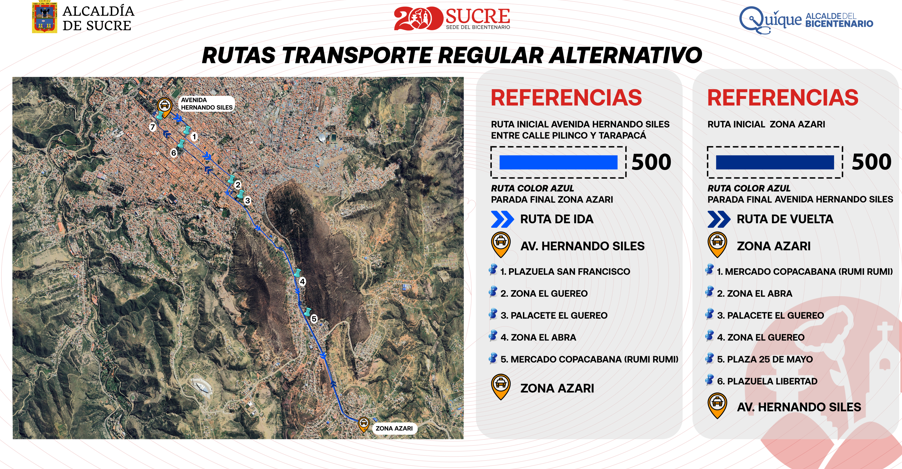 ALCALDÍA
DE SUCRE
200 SUCRE
SEDE DEL BICENTENARIO
Quique ALCALDE DEL
BICENTENARIO
RUTAS TRANSPORTE REGULAR ALTERNATIVO
AVENIDA
HERNANDO SILES
7
1
6
2
3
4
5
ZONA AZARI
REFERENCIAS
RUTA INICIAL AVENIDA HERNANDO SILES
ENTRE CALLE PILINCO Y TARAPACÁ
500
RUTA COLOR AZUL
PARADA FINAL ZONA AZARI
RUTA DE IDA
AV. HERNANDO SILES
1. PLAZUELA SAN FRANCISCO
2. ZONA EL GUEREO
3. PALACETE EL GUEREO
4. ZONA EL ABRA
5. MERCADO COPACABANA (RUMI RUMI)
ZONA AZARI
REFERENCIAS
RUTA INICIAL ZONA AZARI
500
RUTA COLOR AZUL
PARADA FINAL AVENIDA HERNANDO SILES
RUTA DE VUELTA
ZONA AZARI
1. MERCADO COPACABANA (RUMI RUMI)
2. ZONA EL ABRA
3. PALACETE EL GUEREO
4. ZONA EL GUEREO
5. PLAZA 25 DE MAYO
6. PLAZUELA LIBERTAD
AV. HERNANDO SILES